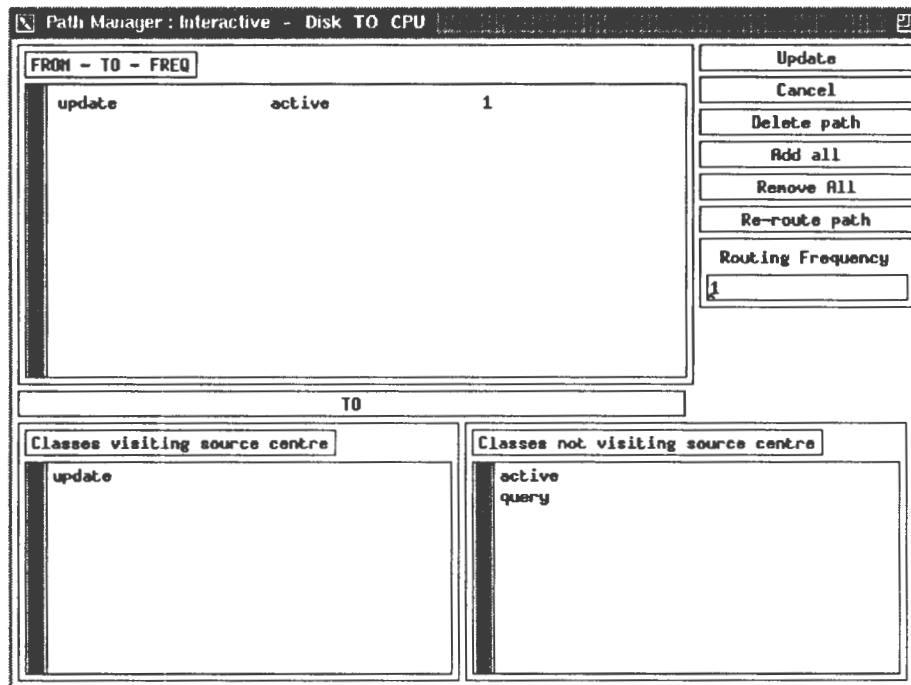 Path Manager : Interactive - Disk TO CPU
FROM - TO - FREQ
update active 1
Update
Cancel
Delete path
Add all
Remove All
Re-route path
Routing Frequency
1
TO
Classes visiting source centre
update
Classes not visiting source centre
active
query